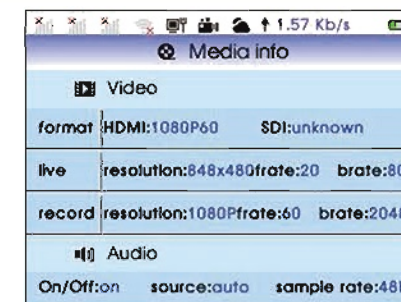 1.57 Kb/s
Media info
Video
format HDMI:1080P60 SDI:unknown
live resolution:848x480frate:20 brate:80
record resolution:1080Pfrate:60 brate:2048
Audio
On/Off:on source:auto sample rate:48